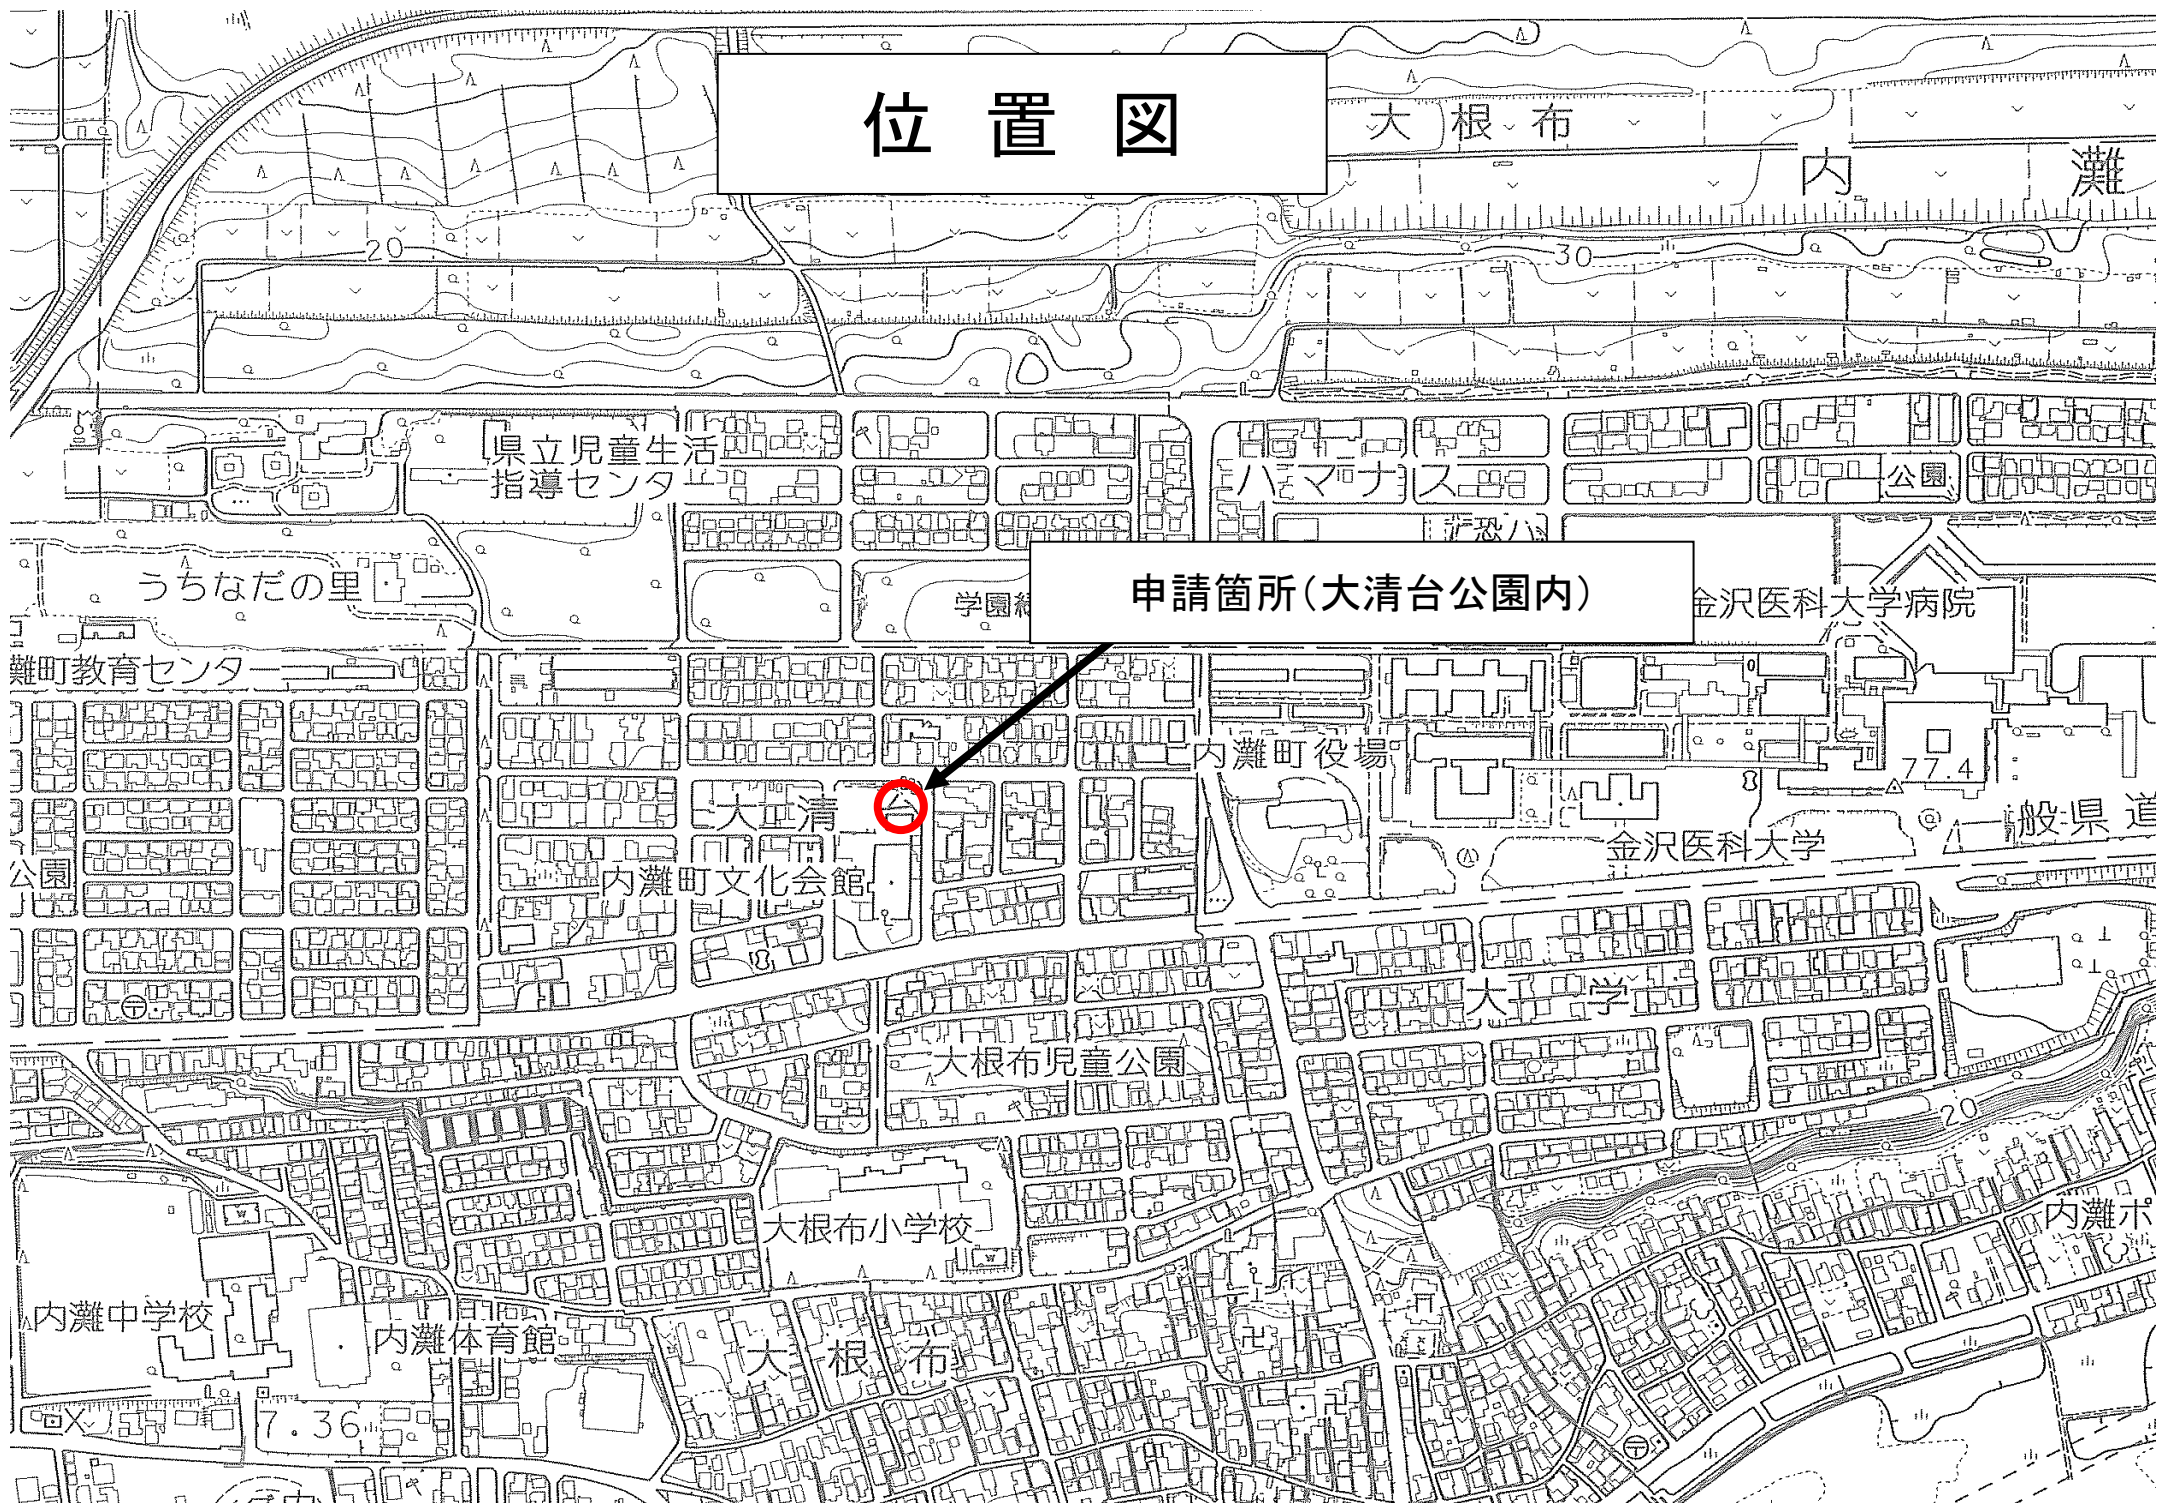 位置図
大根布
内灘
20
30
県立児童生活
指導センター
ハマナス
公園
うちなだの里
申請箇所(大清台公園内)
金沢医科大学病院
灘町教育センター
内灘町役場
77.4
大清
公
般県道
金沢医科大学
公園
内灘町文化会館
大学
大根布児童公園
20
大根布小学校
内灘ポ
内灘中学校
内灘体育館
大根布
7.36